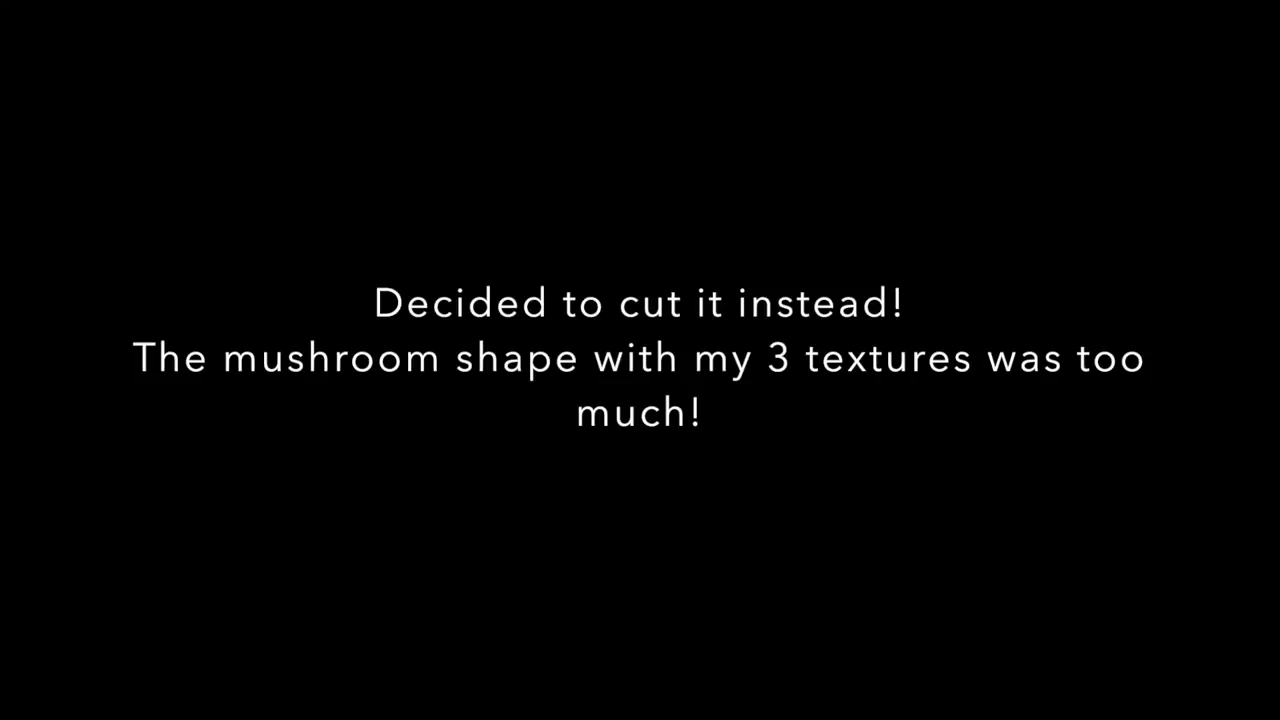 Decided to cut it instead!
The mushroom shape with my 3 textures was too
much!